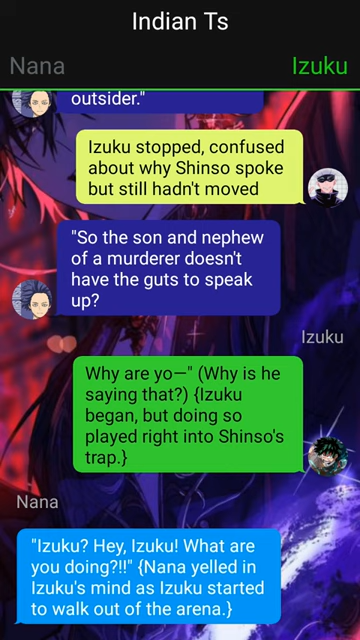 Indian Ts
Nana
Izuku
outsider."
Izuku stopped, confused
about why Shinso spoke
but still hadn't moved
"So the son and nephew
of a murderer doesn't
have the guts to speak
up?
Izuku
Why are yo—" (Why is he
saying that?) {Izuku
began, but doing so
played right into Shinso's
trap.}
Nana
"Izuku? Hey, Izuku! What are
you doing?!!" {Nana yelled in
Izuku's mind as Izuku started
to walk out of the arena.}